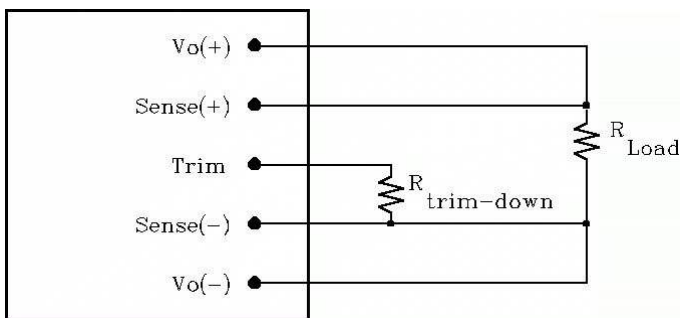 Vo(+)
Sense(+)
R
Load
Trim
R
trim-down
Sense(-)
Vo(-)